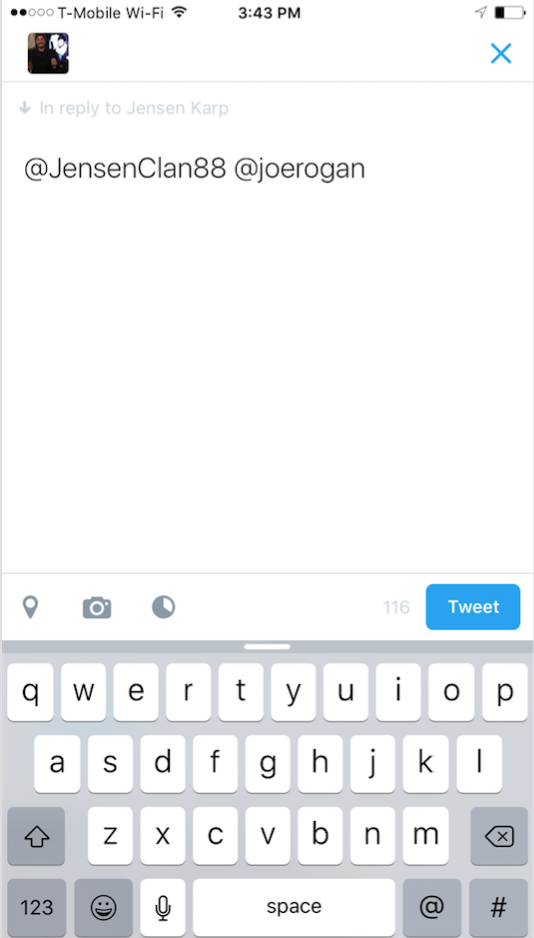 T-Mobile Wi-Fi 3:43 PM
In reply to Jensen Karp
@JensenClan88 @joerogan
116 Tweet
q w e r t y u i o p
a s d f g h j k l
z x c v b n m
123 space @ #